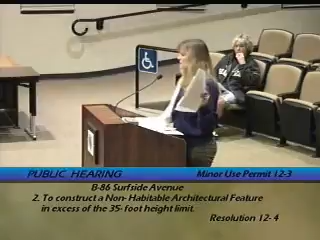 PUBLIC HEARING
Minor Use Permit 12-3
B-86 Surfside Avenue
2. To construct a Non- Habitable Architectural Feature
in excess of the 35- foot height limit.
Resolution 12- 4